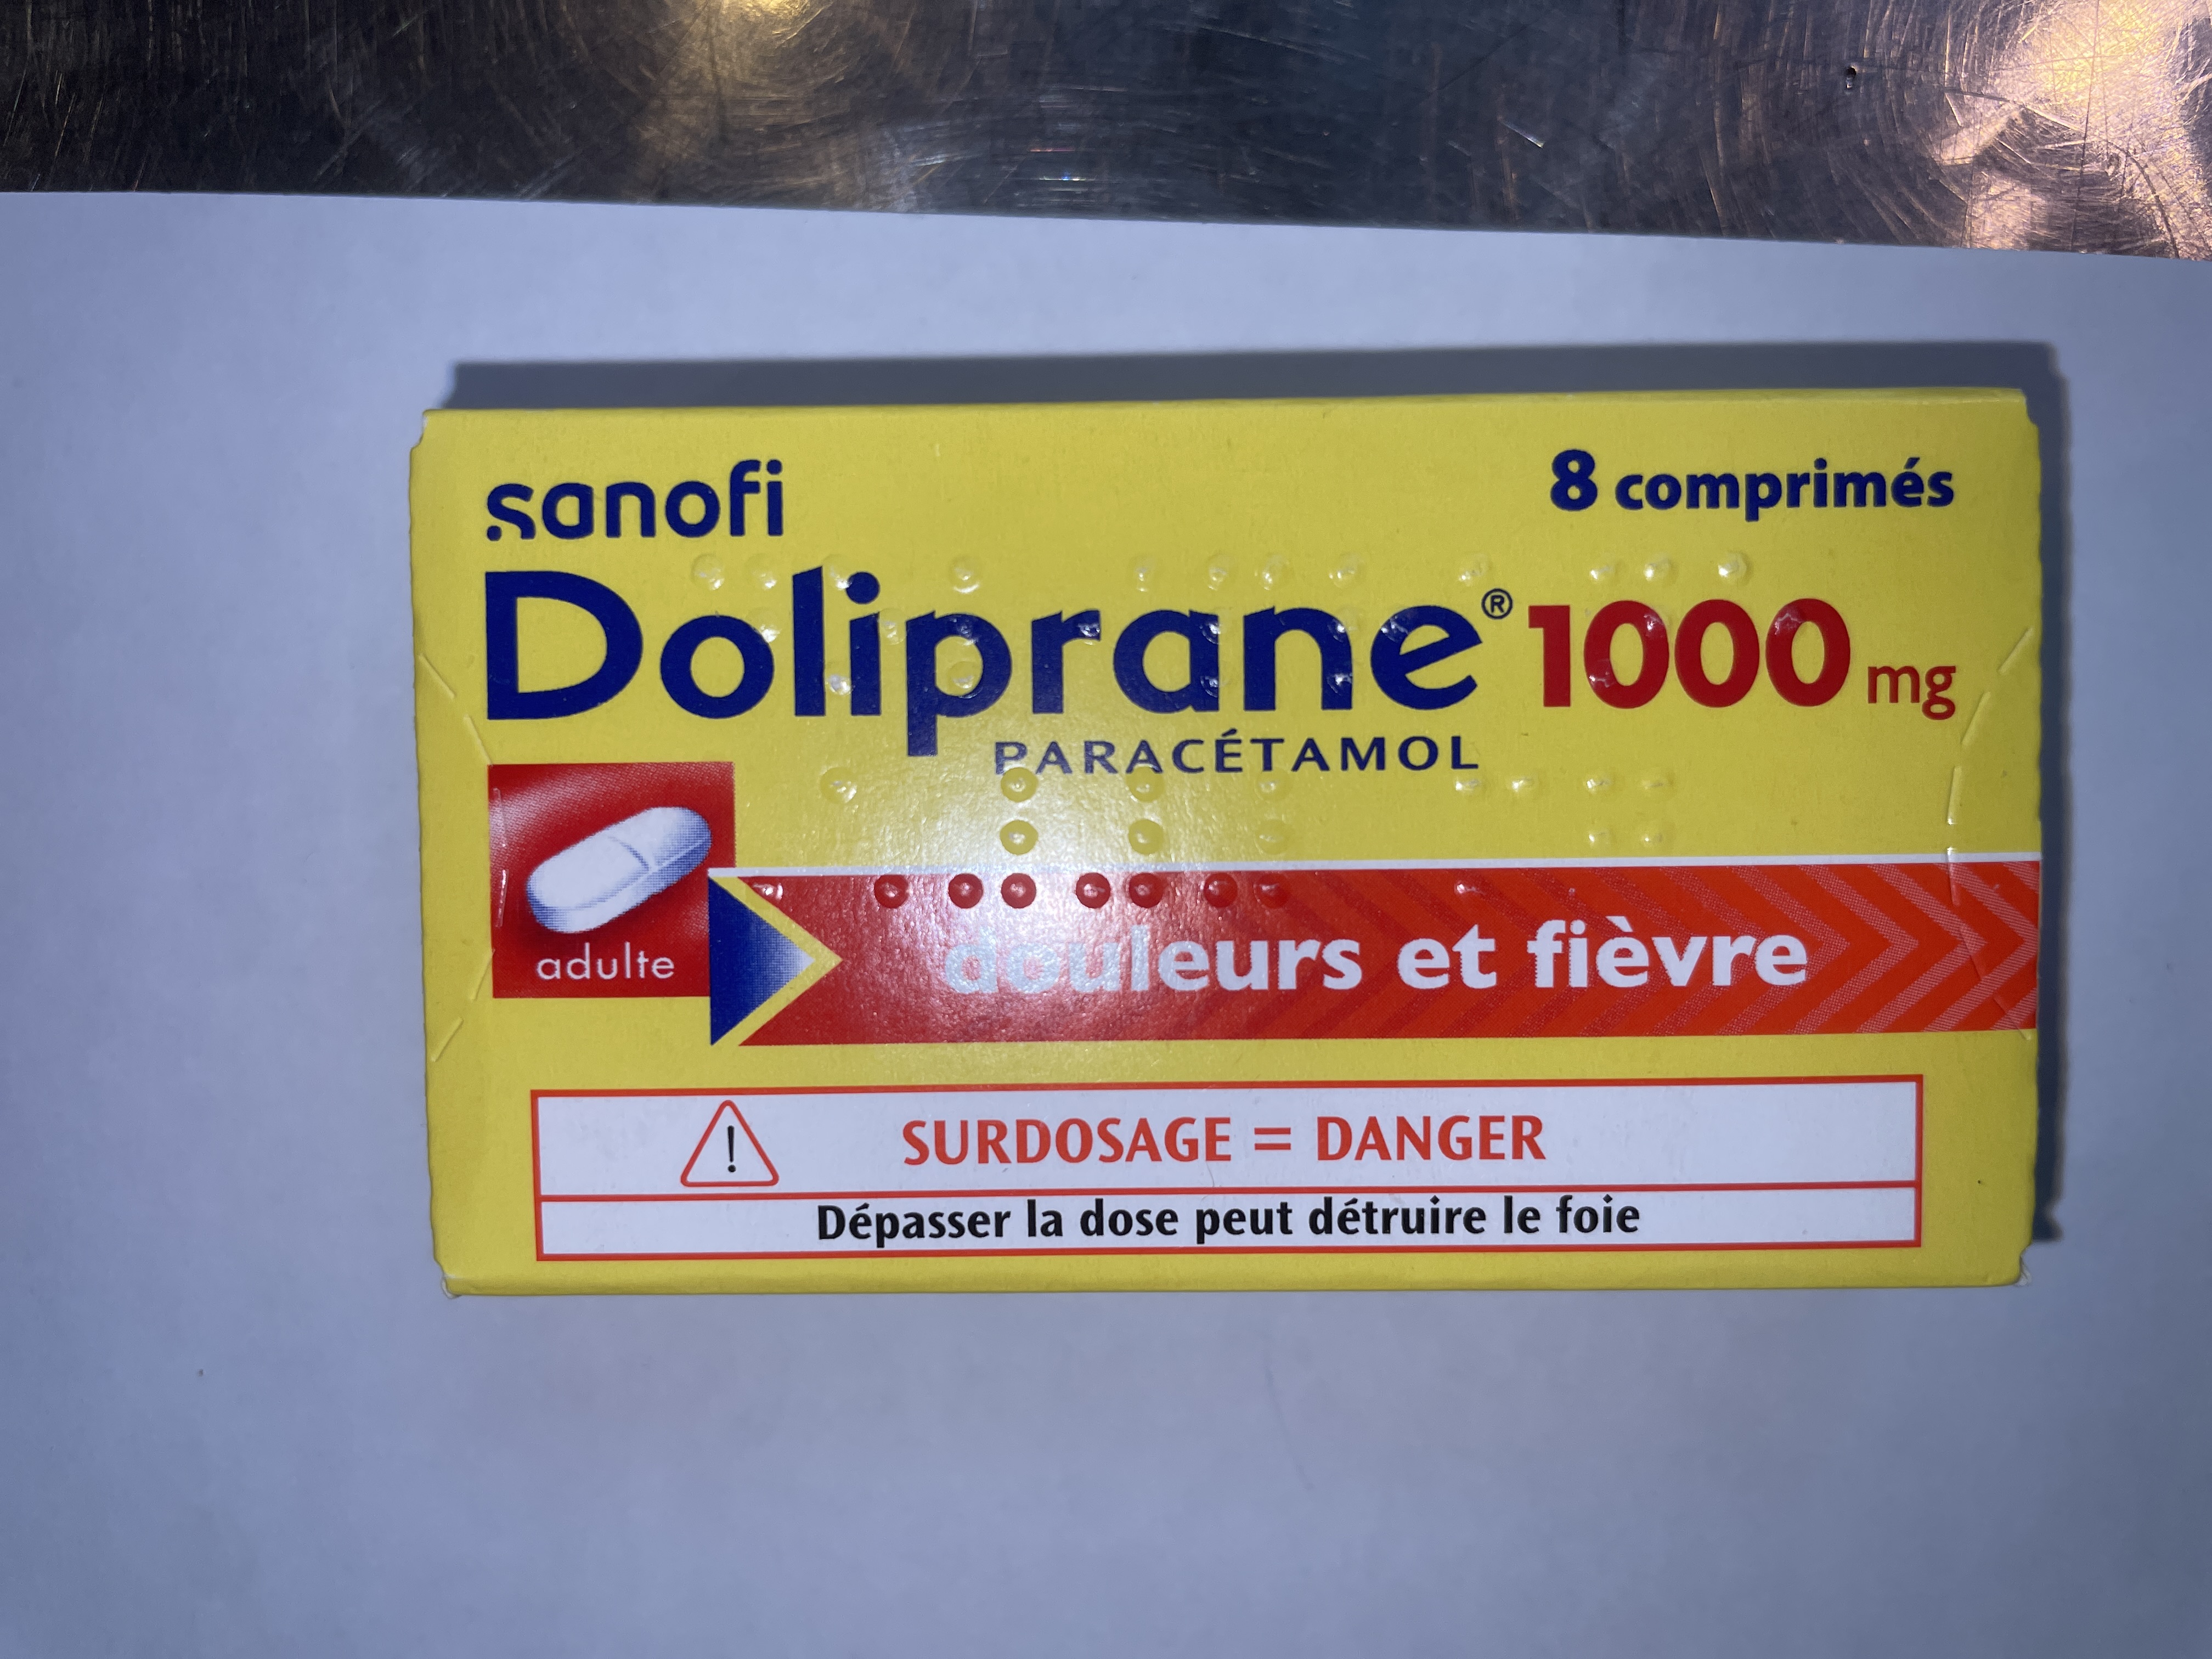 sanofi
8 comprimés
Doliprane® 1000 mg
PARACÉTAMOL
adulte
douleurs et fièvre
! SURDOSAGE = DANGER
Dépasser la dose peut détruire le foie